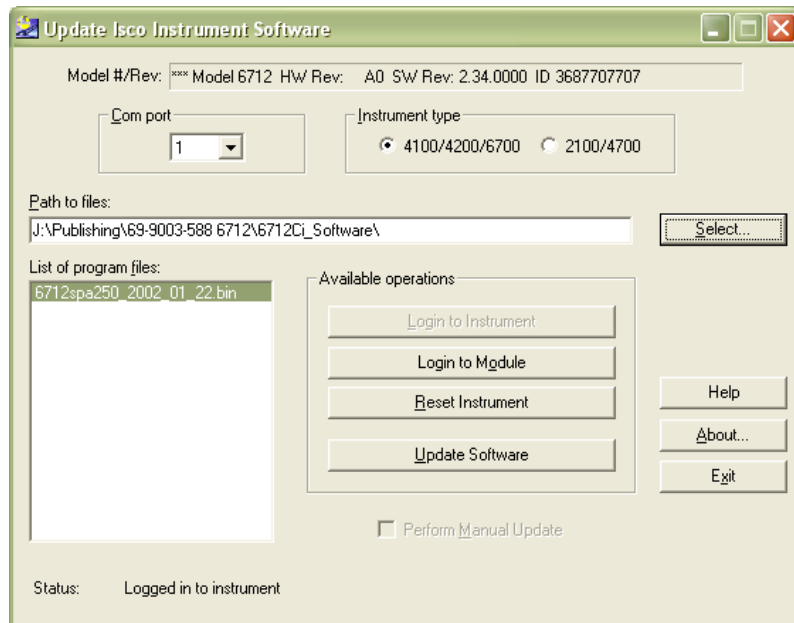 Update Isco Instrument Software
Model #/Rev: *** Model 6712 HW Rev: A0 SW Rev: 2.34.0000 ID 3687707707
Com port
1
Instrument type
4100/4200/6700 2100/4700
Path to files:
J:\Publishing\69-9003-588 6712\6712Ci_Software\
Select...
List of program files:
6712spa250_2002_01_22.bin
Available operations
Login to Instrument
Login to Module
Reset Instrument
Update Software
Help
About...
Exit
Perform Manual Update
Status: Logged in to instrument